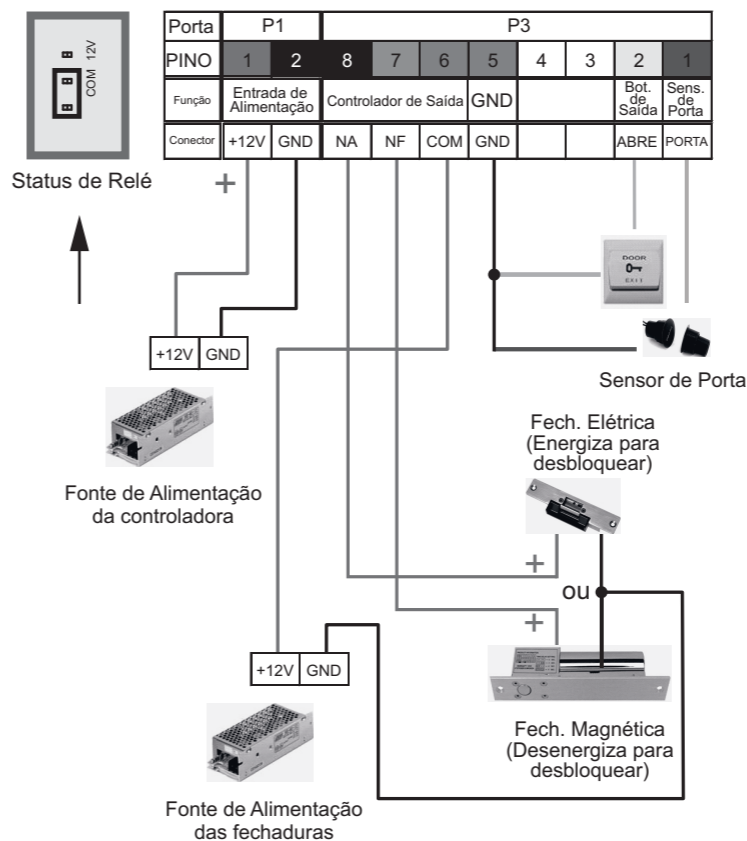 12V
COM
Status de Relé
Porta P1 P3
PINO 1 2 8 7 6 5 4 3 2 1
Função Entrada de Alimentação Controlador de Saída GND Bot. de Saída Sens. de Porta
Conector +12V GND NA NF COM GND ABRE PORTA
+
DOOR
EXIT
+12V GND
Sensor de Porta
Fonte de Alimentação
da controladora
Fech. Elétrica
(Energiza para
desbloquear)
+
ou
+
+12V GND
Fech. Magnética
(Desenergiza para
desbloquear)
Fonte de Alimentação
das fechaduras